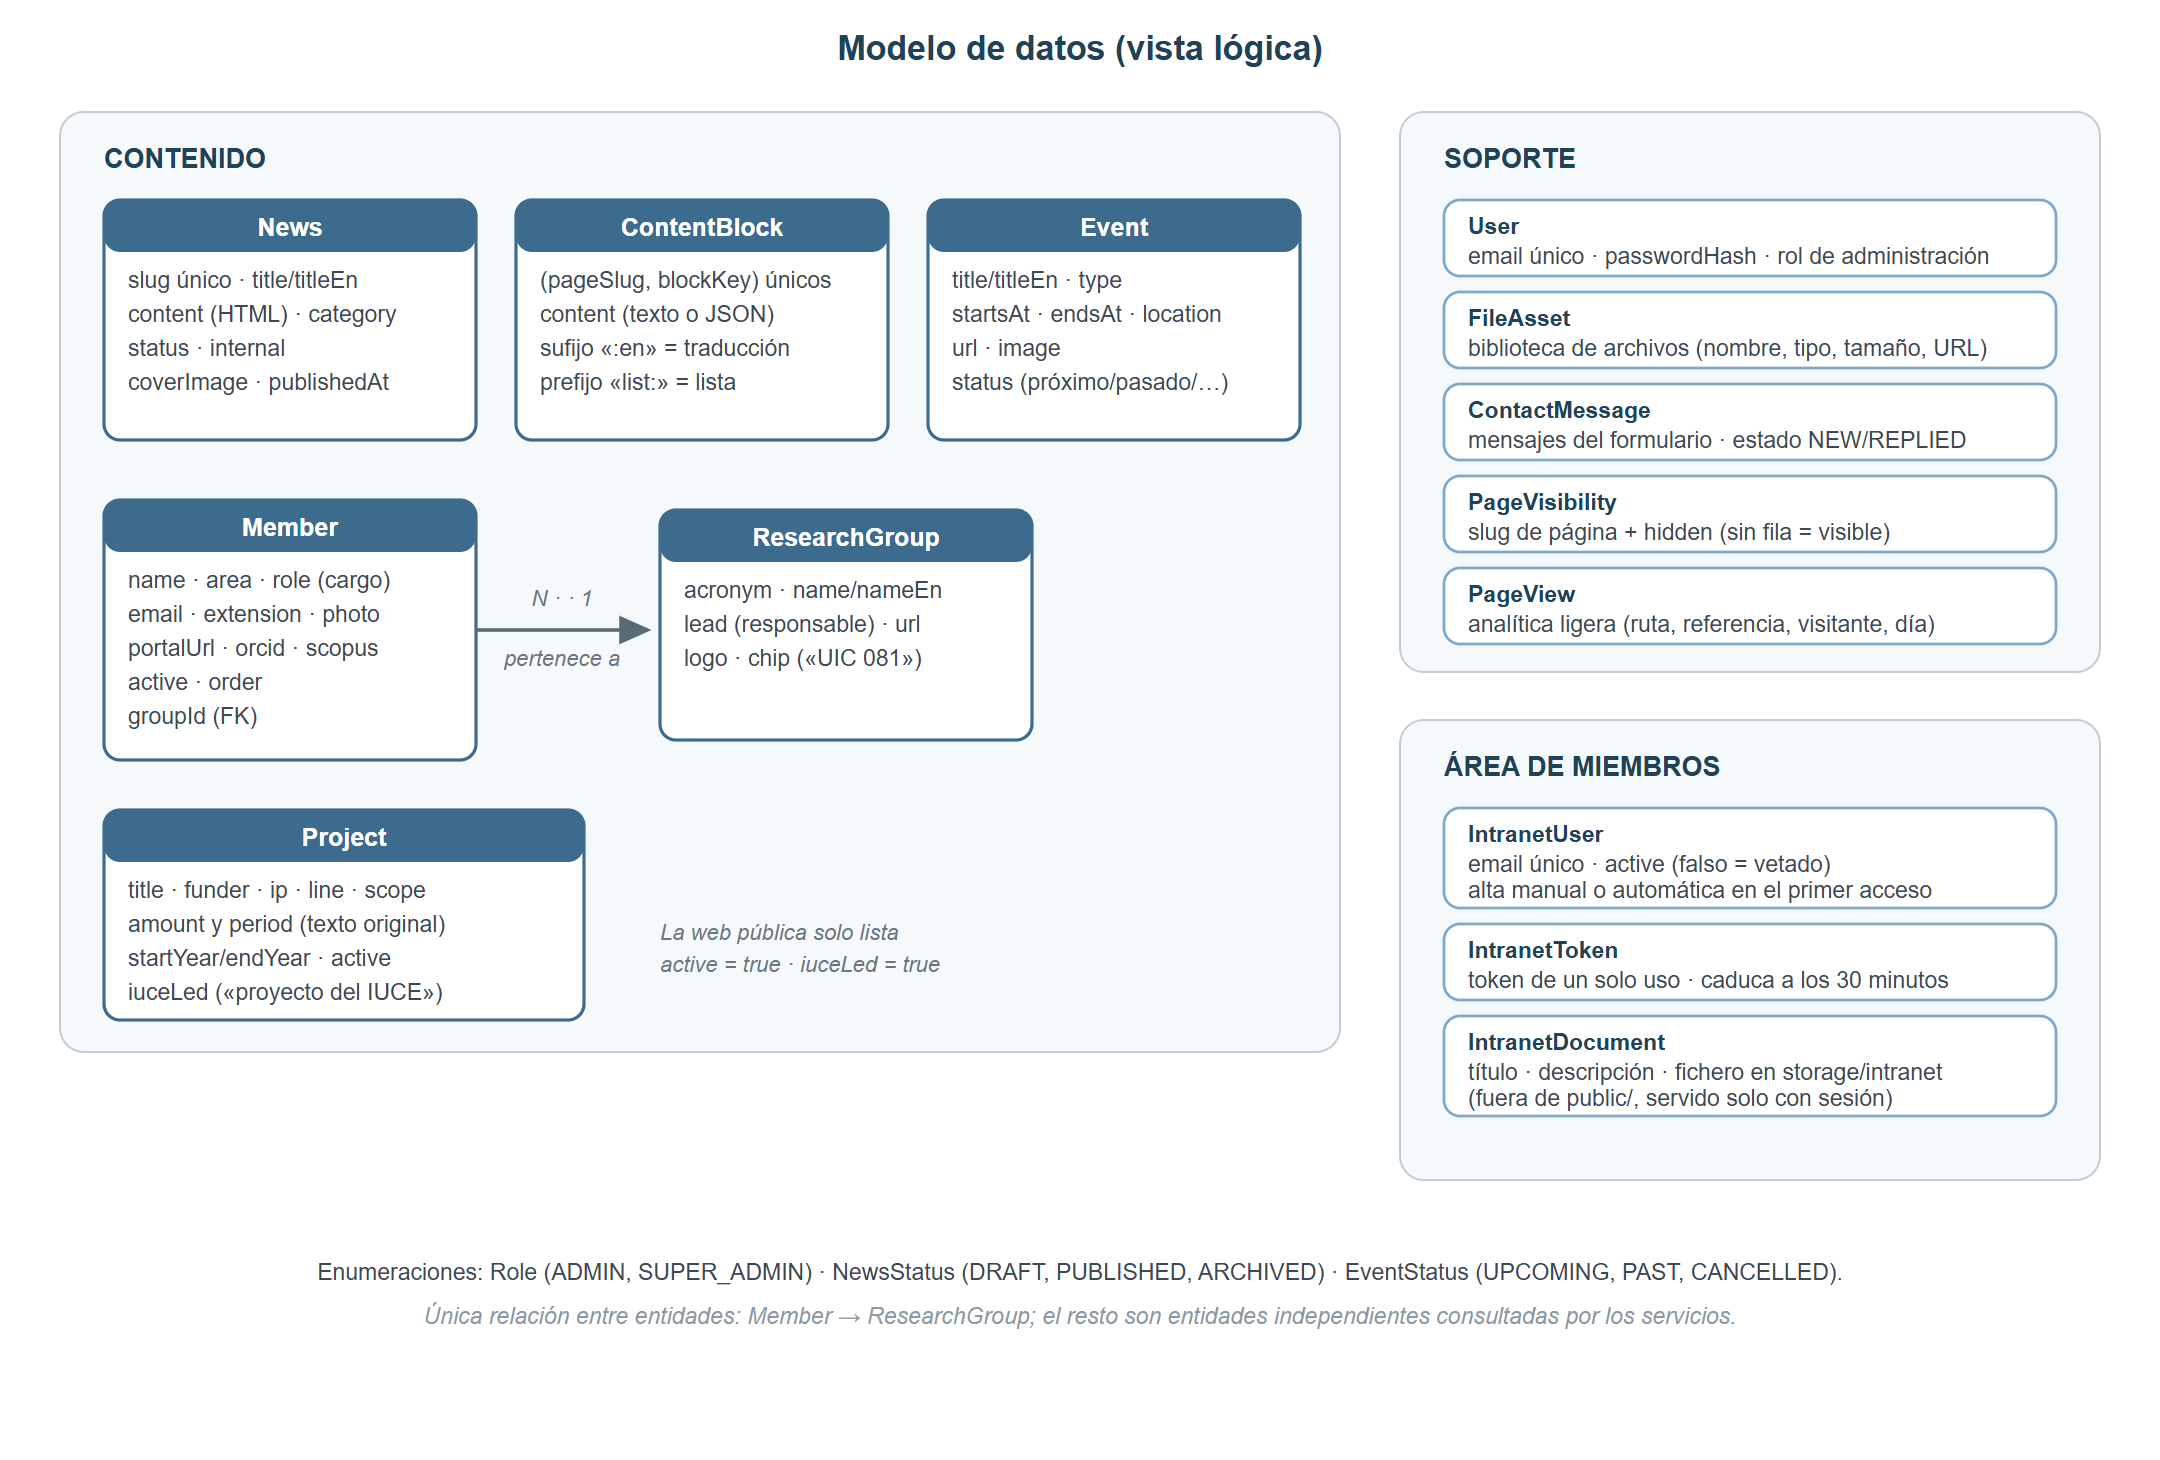 Modelo de datos (vista lógica)
CONTENIDO
News
slug único · title/titleEn
content (HTML) · category
status · internal
coverImage · publishedAt
ContentBlock
(pageSlug, blockKey) únicos
content (texto o JSON)
sufijo «:en» = traducción
prefijo «list:» = lista
Event
title/titleEn · type
startsAt · endsAt · location
url · image
status (próximo/pasado/…)
Member
name · area · role (cargo)
email · extension · photo
portalUrl · orcid · scopus
active · order
groupId (FK)
N · · 1
pertenece a
ResearchGroup
acronym · name/nameEn
lead (responsable) · url
logo · chip («UIC 081»)
Project
title · funder · ip · line · scope
amount y period (texto original)
startYear/endYear · active
iuceLed («proyecto del IUCE»)
La web pública solo lista
active = true · iuceLed = true
SOPORTE
User
email único · passwordHash · rol de administración
FileAsset
biblioteca de archivos (nombre, tipo, tamaño, URL)
ContactMessage
mensajes del formulario · estado NEW/REPLIED
PageVisibility
slug de página + hidden (sin fila = visible)
PageView
analítica ligera (ruta, referencia, visitante, día)
ÁREA DE MIEMBROS
IntranetUser
email único · active (falso = vetado)
alta manual o automática en el primer acceso
IntranetToken
token de un solo uso · caduca a los 30 minutos
IntranetDocument
título · descripción · fichero en storage/intranet
(fuera de public/, servido solo con sesión)
Enumeraciones: Role (ADMIN, SUPER_ADMIN) · NewsStatus (DRAFT, PUBLISHED, ARCHIVED) · EventStatus (UPCOMING, PAST, CANCELLED).
Única relación entre entidades: Member → ResearchGroup; el resto son entidades independientes consultadas por los servicios.